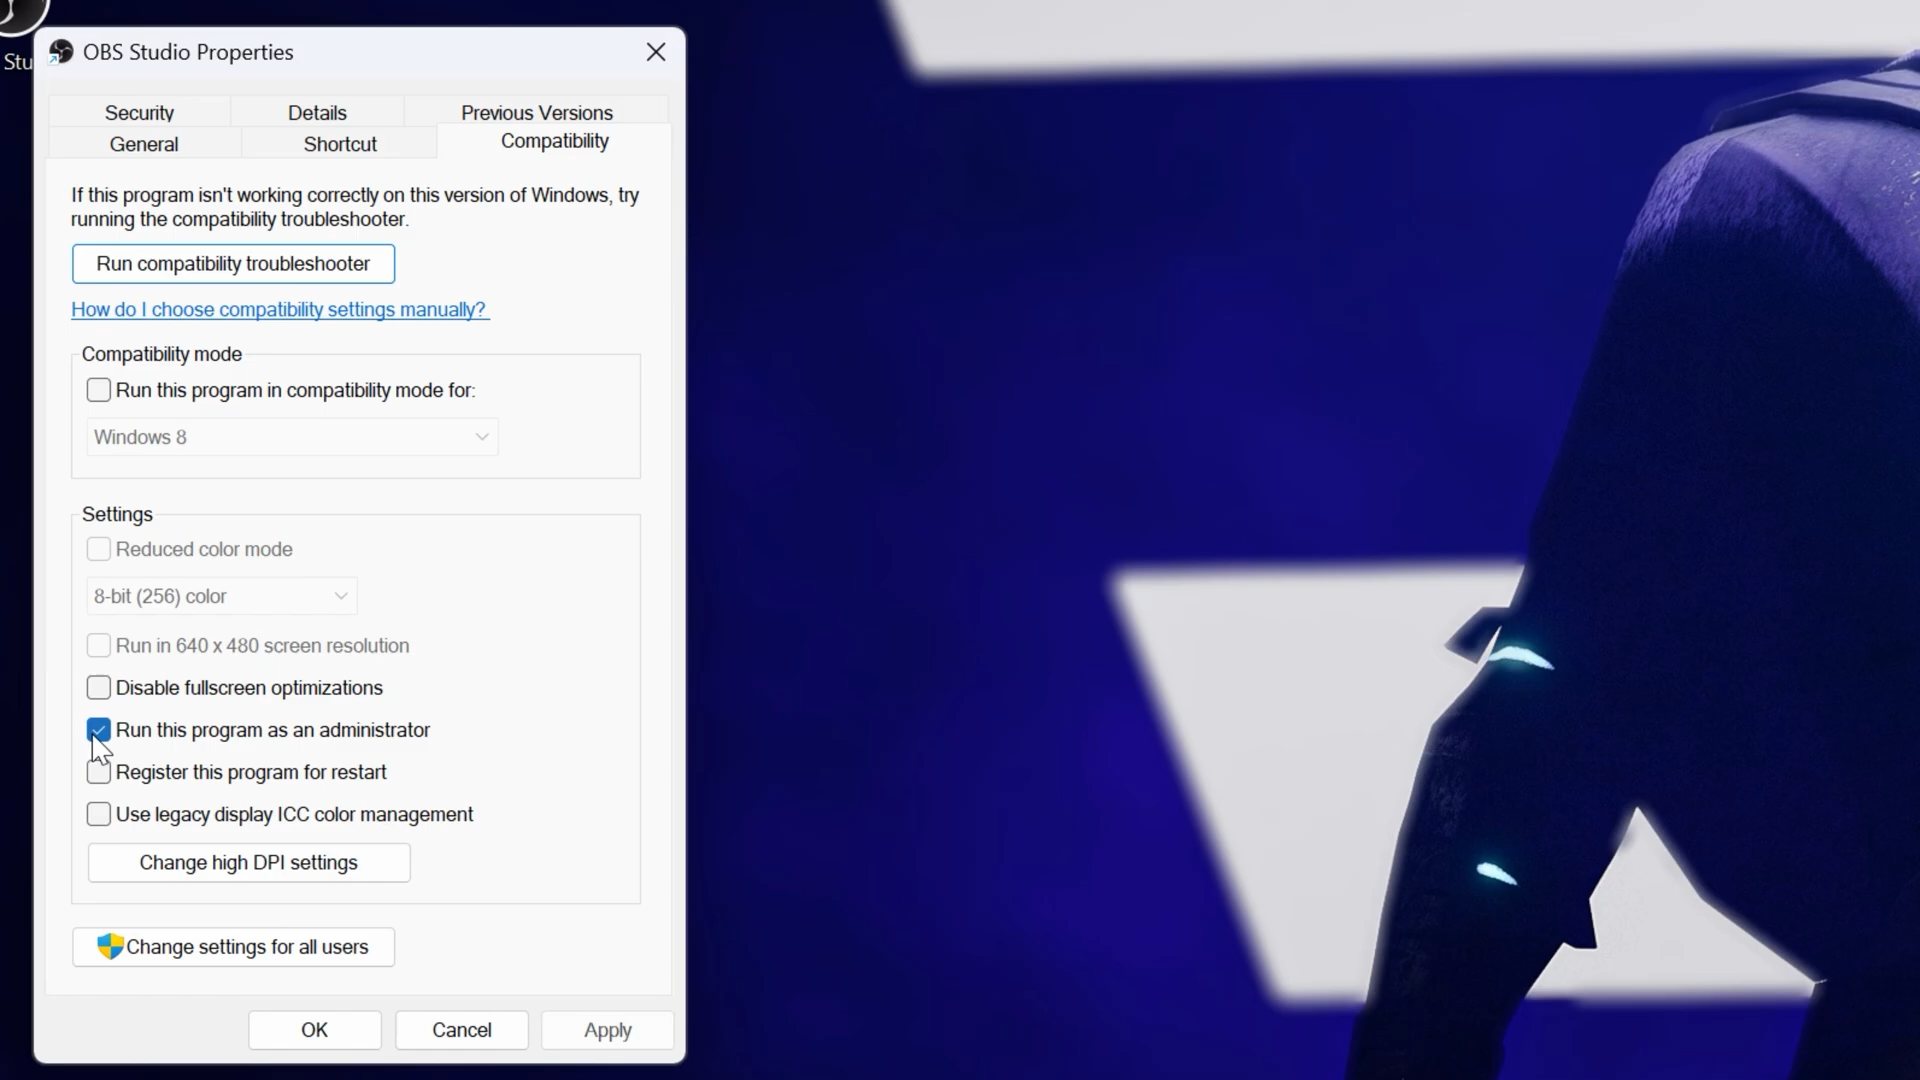 Stu
OBS Studio Properties
Security Details Previous Versions
General Shortcut Compatibility
If this program isn't working correctly on this version of Windows, try
running the compatibility troubleshooter.
Run compatibility troubleshooter
How do I choose compatibility settings manually?
Compatibility mode
Run this program in compatibility mode for:
Windows 8
Settings
Reduced color mode
8-bit (256) color
Run in 640 x 480 screen resolution
Disable fullscreen optimizations
Run this program as an administrator
Register this program for restart
Use legacy display ICC color management
Change high DPI settings
Change settings for all users
OK Cancel Apply